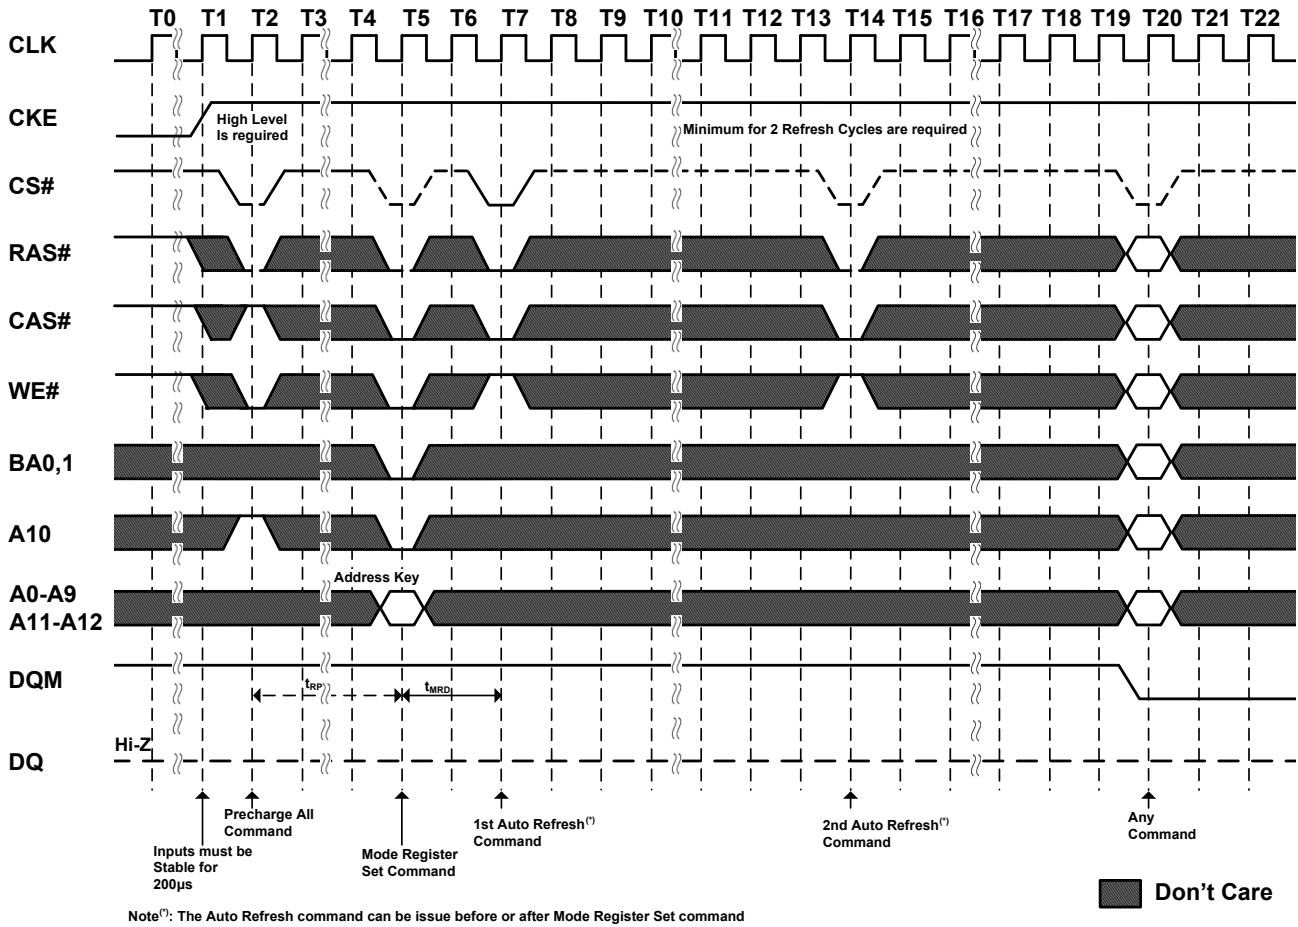 T0 T1 T2 T3 T4 T5 T6 T7 T8 T9 T10 T11 T12 T13 T14 T15 T16 T17 T18 T19 T20 T21 T22
CLK
CKE
High Level
Is reguired
Minimum for 2 Refresh Cycles are required
CS#
RAS#
CAS#
WE#
BA0,1
A10
Address Key
A0-A9
A11-A12
DQM
tRP
tMRD
Hi-Z
DQ
Precharge All
Command
Inputs must be
Stable for
200µs
Mode Register
Set Command
1st Auto Refresh(*)
Command
2nd Auto Refresh(*)
Command
Any
Command
Don't Care
Note(*): The Auto Refresh command can be issue before or after Mode Register Set command